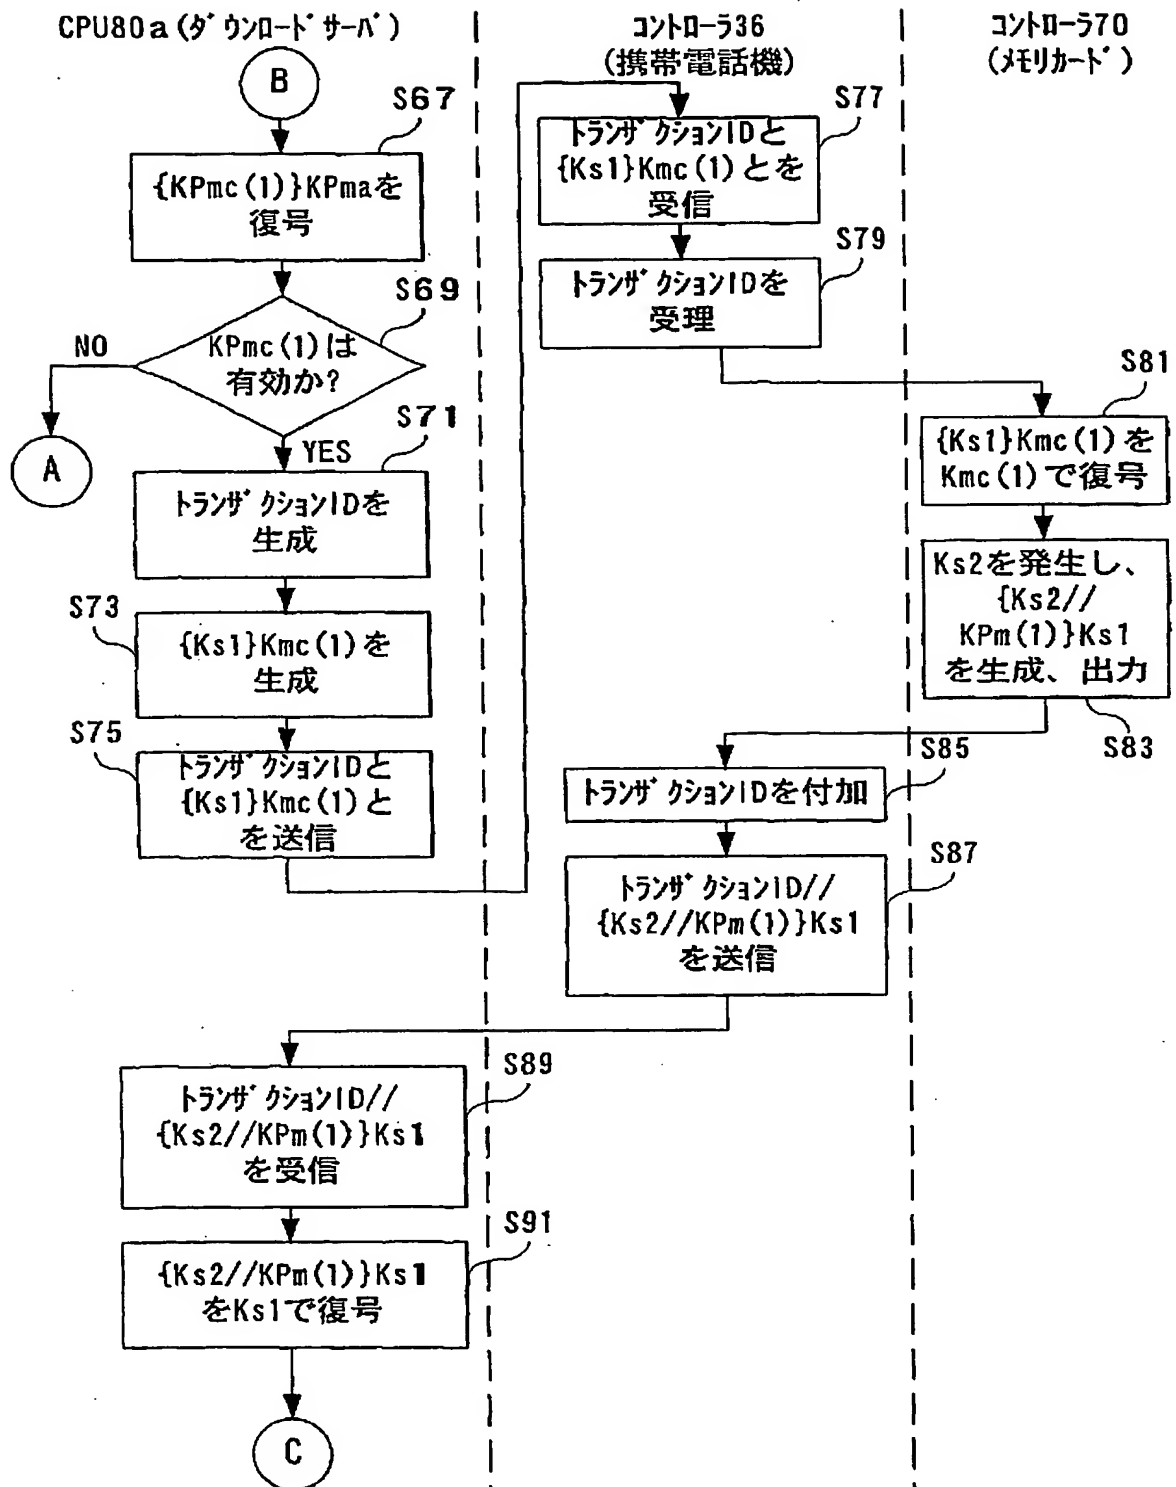 CPU80a(ダウンロードサーバ)
B
S67
{KPmc(1)}KPmaを
復号
S69
KPmc(1)は
有効か?
NO
A
YES
S71
トランザクションIDを
生成
S73
{Ks1}Kmc(1)を
生成
S75
トランザクションIDと
{Ks1}Kmc(1)と
を送信
コントローラ36
(携帯電話機)
S77
トランザクションIDと
{Ks1}Kmc(1)とを
受信
S79
トランザクションIDを
受理
コントローラ70
(メモリカード)
S81
{Ks1}Kmc(1)を
Kmc(1)で復号
Ks2を発生し、
{Ks2//
KPm(1)}Ks1
を生成、出力
S83
S85
トランザクションIDを付加
S87
トランザクションID//
{Ks2//KPm(1)}Ks1
を送信
S89
トランザクションID//
{Ks2//KPm(1)}Ks1
を受信
S91
{Ks2//KPm(1)}Ks1
をKs1で復号
C